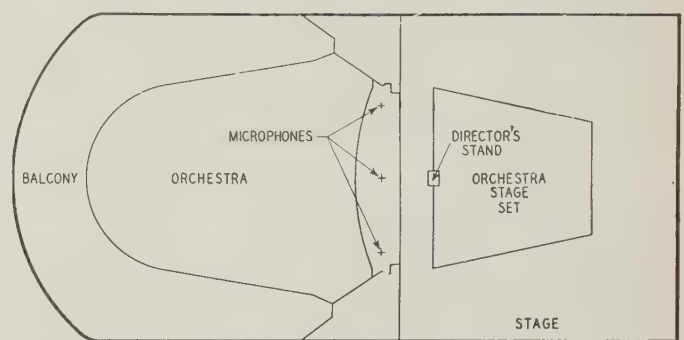 MICROPHONES
DIRECTOR'S
STAND
BALCONY
ORCHESTRA
ORCHESTRA
STAGE
SET
STAGE